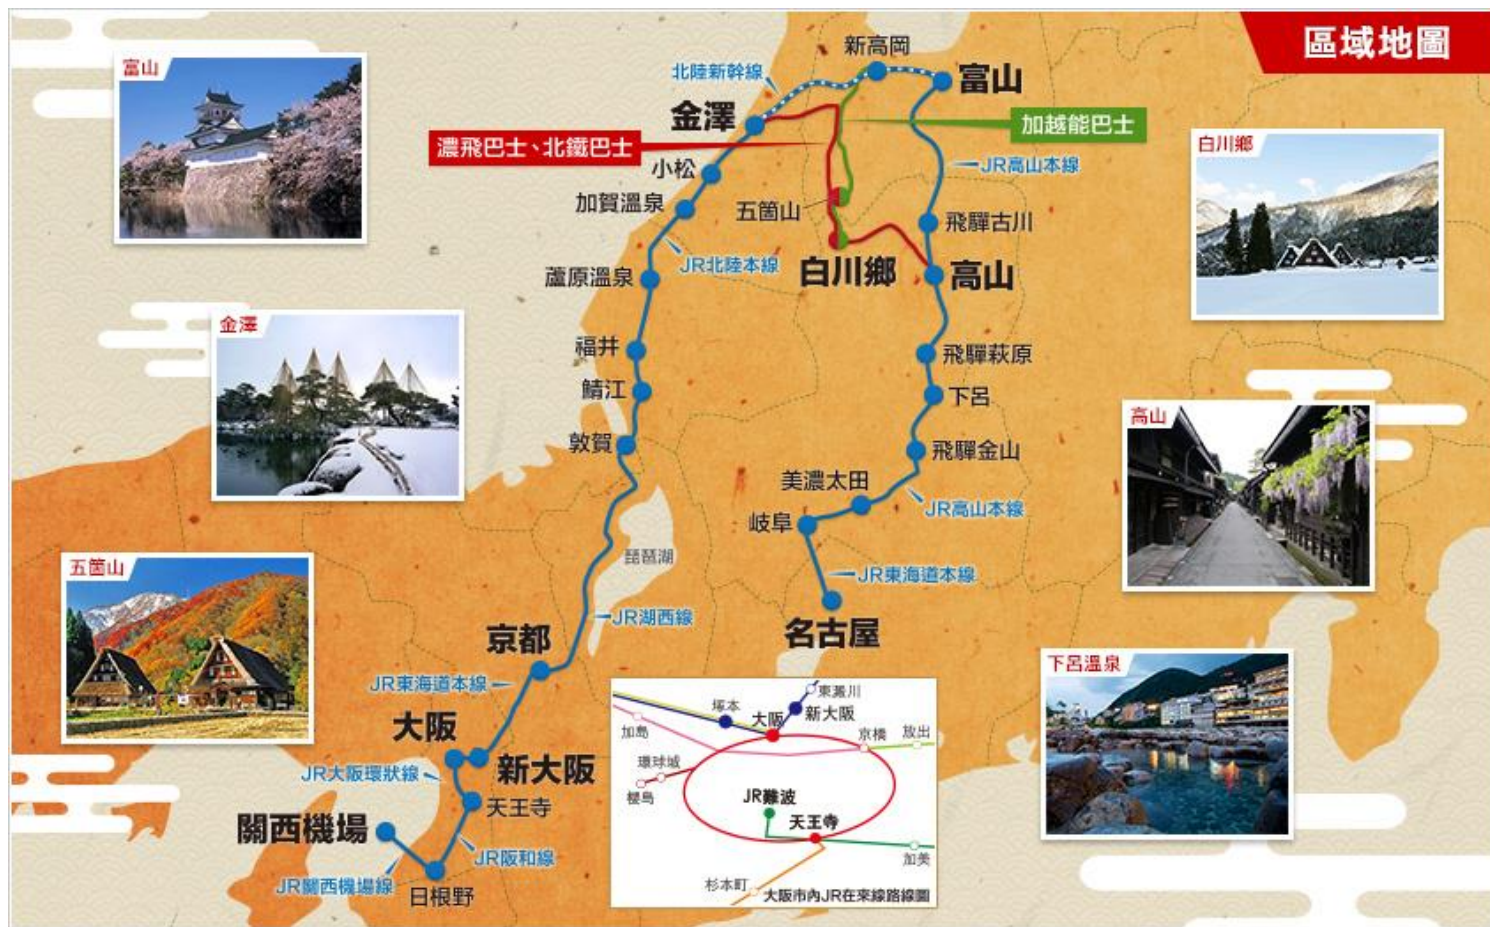 區域地圖
富山
新高岡
富山
北陸新幹線
金澤
加越能巴士
濃飛巴士、北鐵巴士
白川鄉
小松
JR高山本線
加賀溫泉
五箇山
飛驒古川
JR北陸本線
白川鄉
高山
蘆原溫泉
金澤
福井
飛驒萩原
鯖江
下呂
高山
敦賀
飛驒金山
美濃太田
JR高山本線
岐阜
琵琶湖
五箇山
JR東海道本線
JR湖西線
名古屋
京都
下呂溫泉
JR東海道本線
大阪
新大阪
JR大阪環狀線
天王寺
關西機場
JR阪和線
JR關西機場線
日根野
東淀川
塚本
新大阪
大阪
加島
京橋
放出
環球城
櫻島
JR難波
天王寺
加美
杉本町
大阪市內JR在來線路線圖